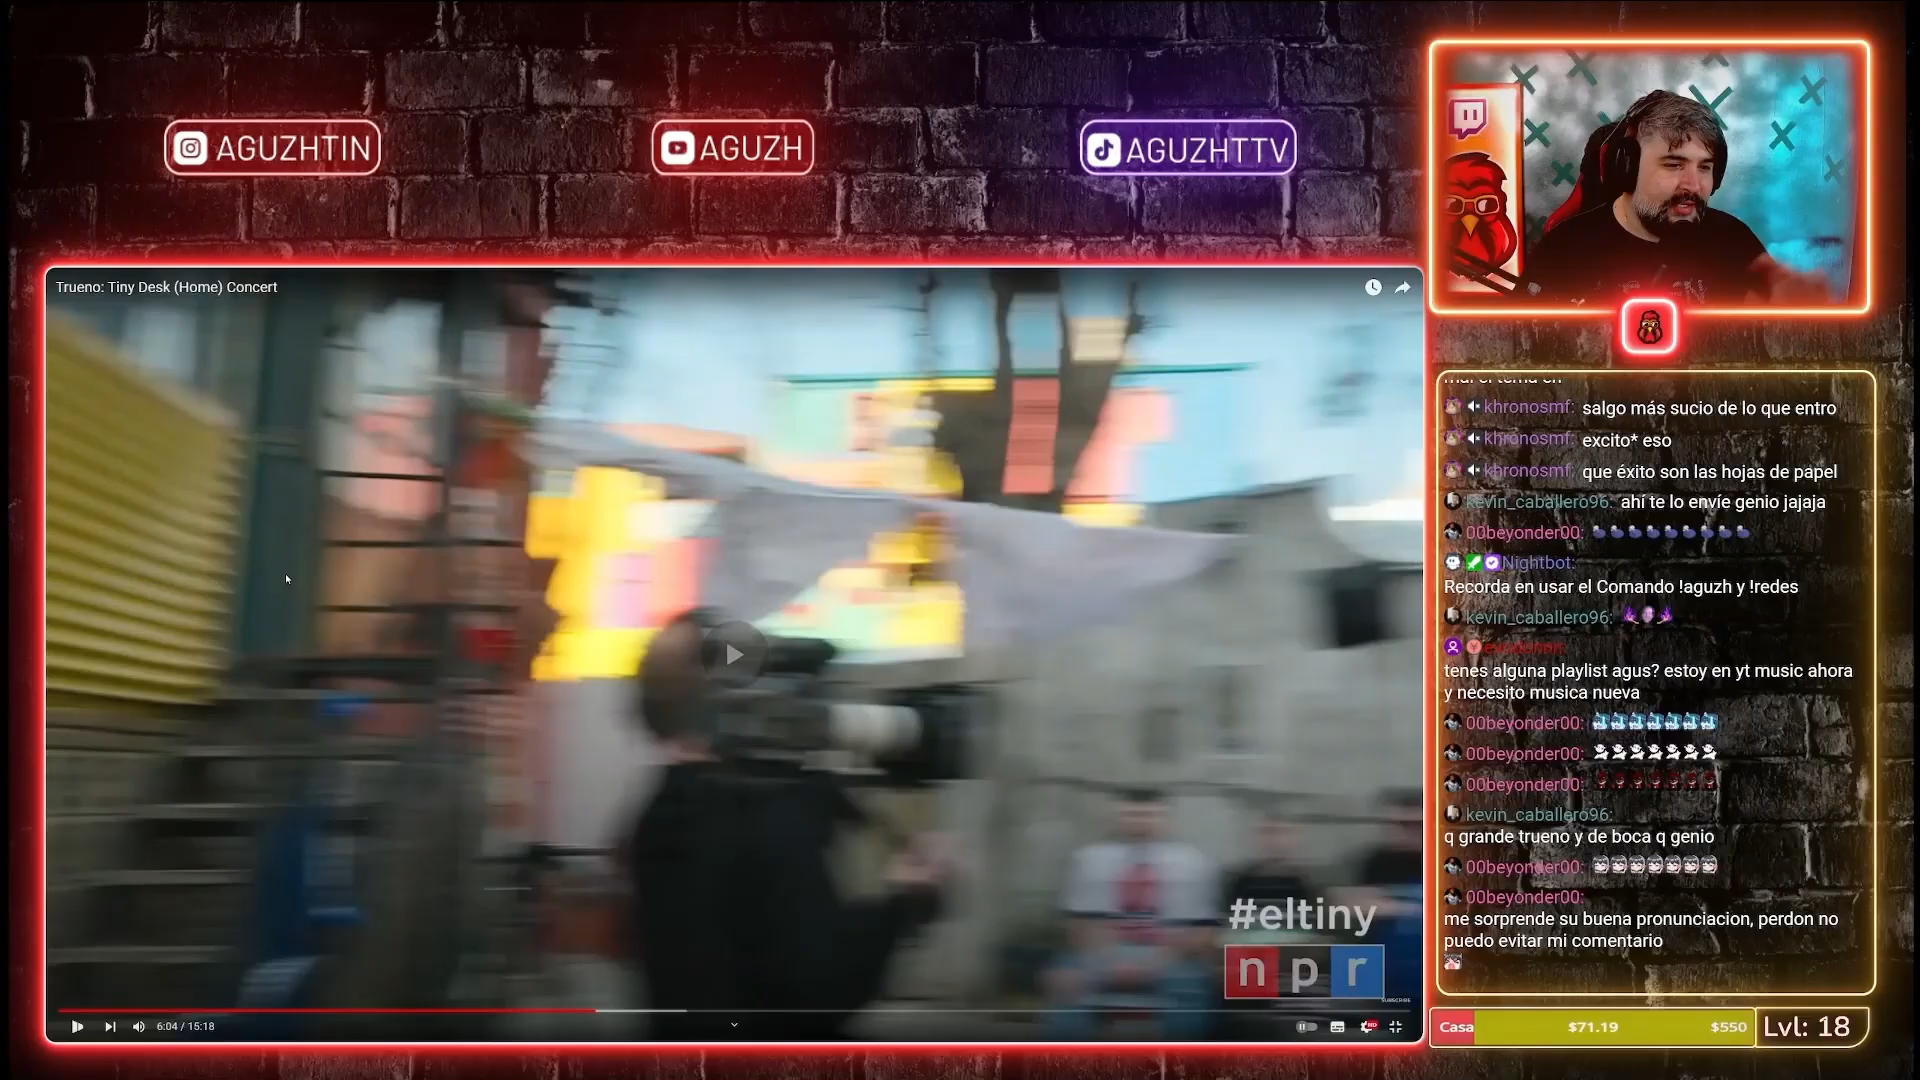 AGUZHTIN
AGUZH
AGUZHTTV
Trueno: Tiny Desk (Home) Concert
#eltiny
npr
SUBSCRIBE
6:04 / 15:18
HD
khronosmf: salgo más sucio de lo que entro
khronosmf: excito* eso
khronosmf: que éxito son las hojas de papel
kevin_caballero96: ahí te lo envíe genio jajaja
00beyonder00:
Nightbot:
Recorda en usar el Comando !aguzh y !redes
kevin_caballero96:
tenes alguna playlist agus? estoy en yt music ahora
y necesito musica nueva
00beyonder00:
00beyonder00:
00beyonder00:
kevin_caballero96:
q grande trueno y de boca q genio
00beyonder00:
00beyonder00:
me sorprende su buena pronunciacion, perdon no
puedo evitar mi comentario
Casa $71.19 $550
Lvl: 18